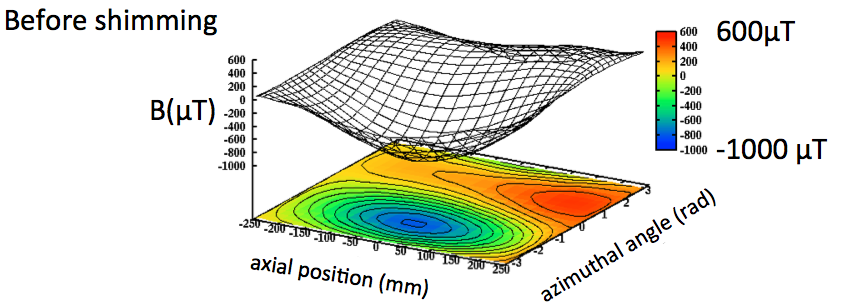 Before shimming
B(μT)
600
400
200
0
-200
-400
-600
-800
-1000
600
400
200
0
-200
-400
-600
-800
-1000
600μT
-1000 μT
-250 -200 -150 -100 -50 0 50 100 150 200 250
axial position (mm)
-3 -2 -1 0 1 2 3
azimuthal angle (rad)